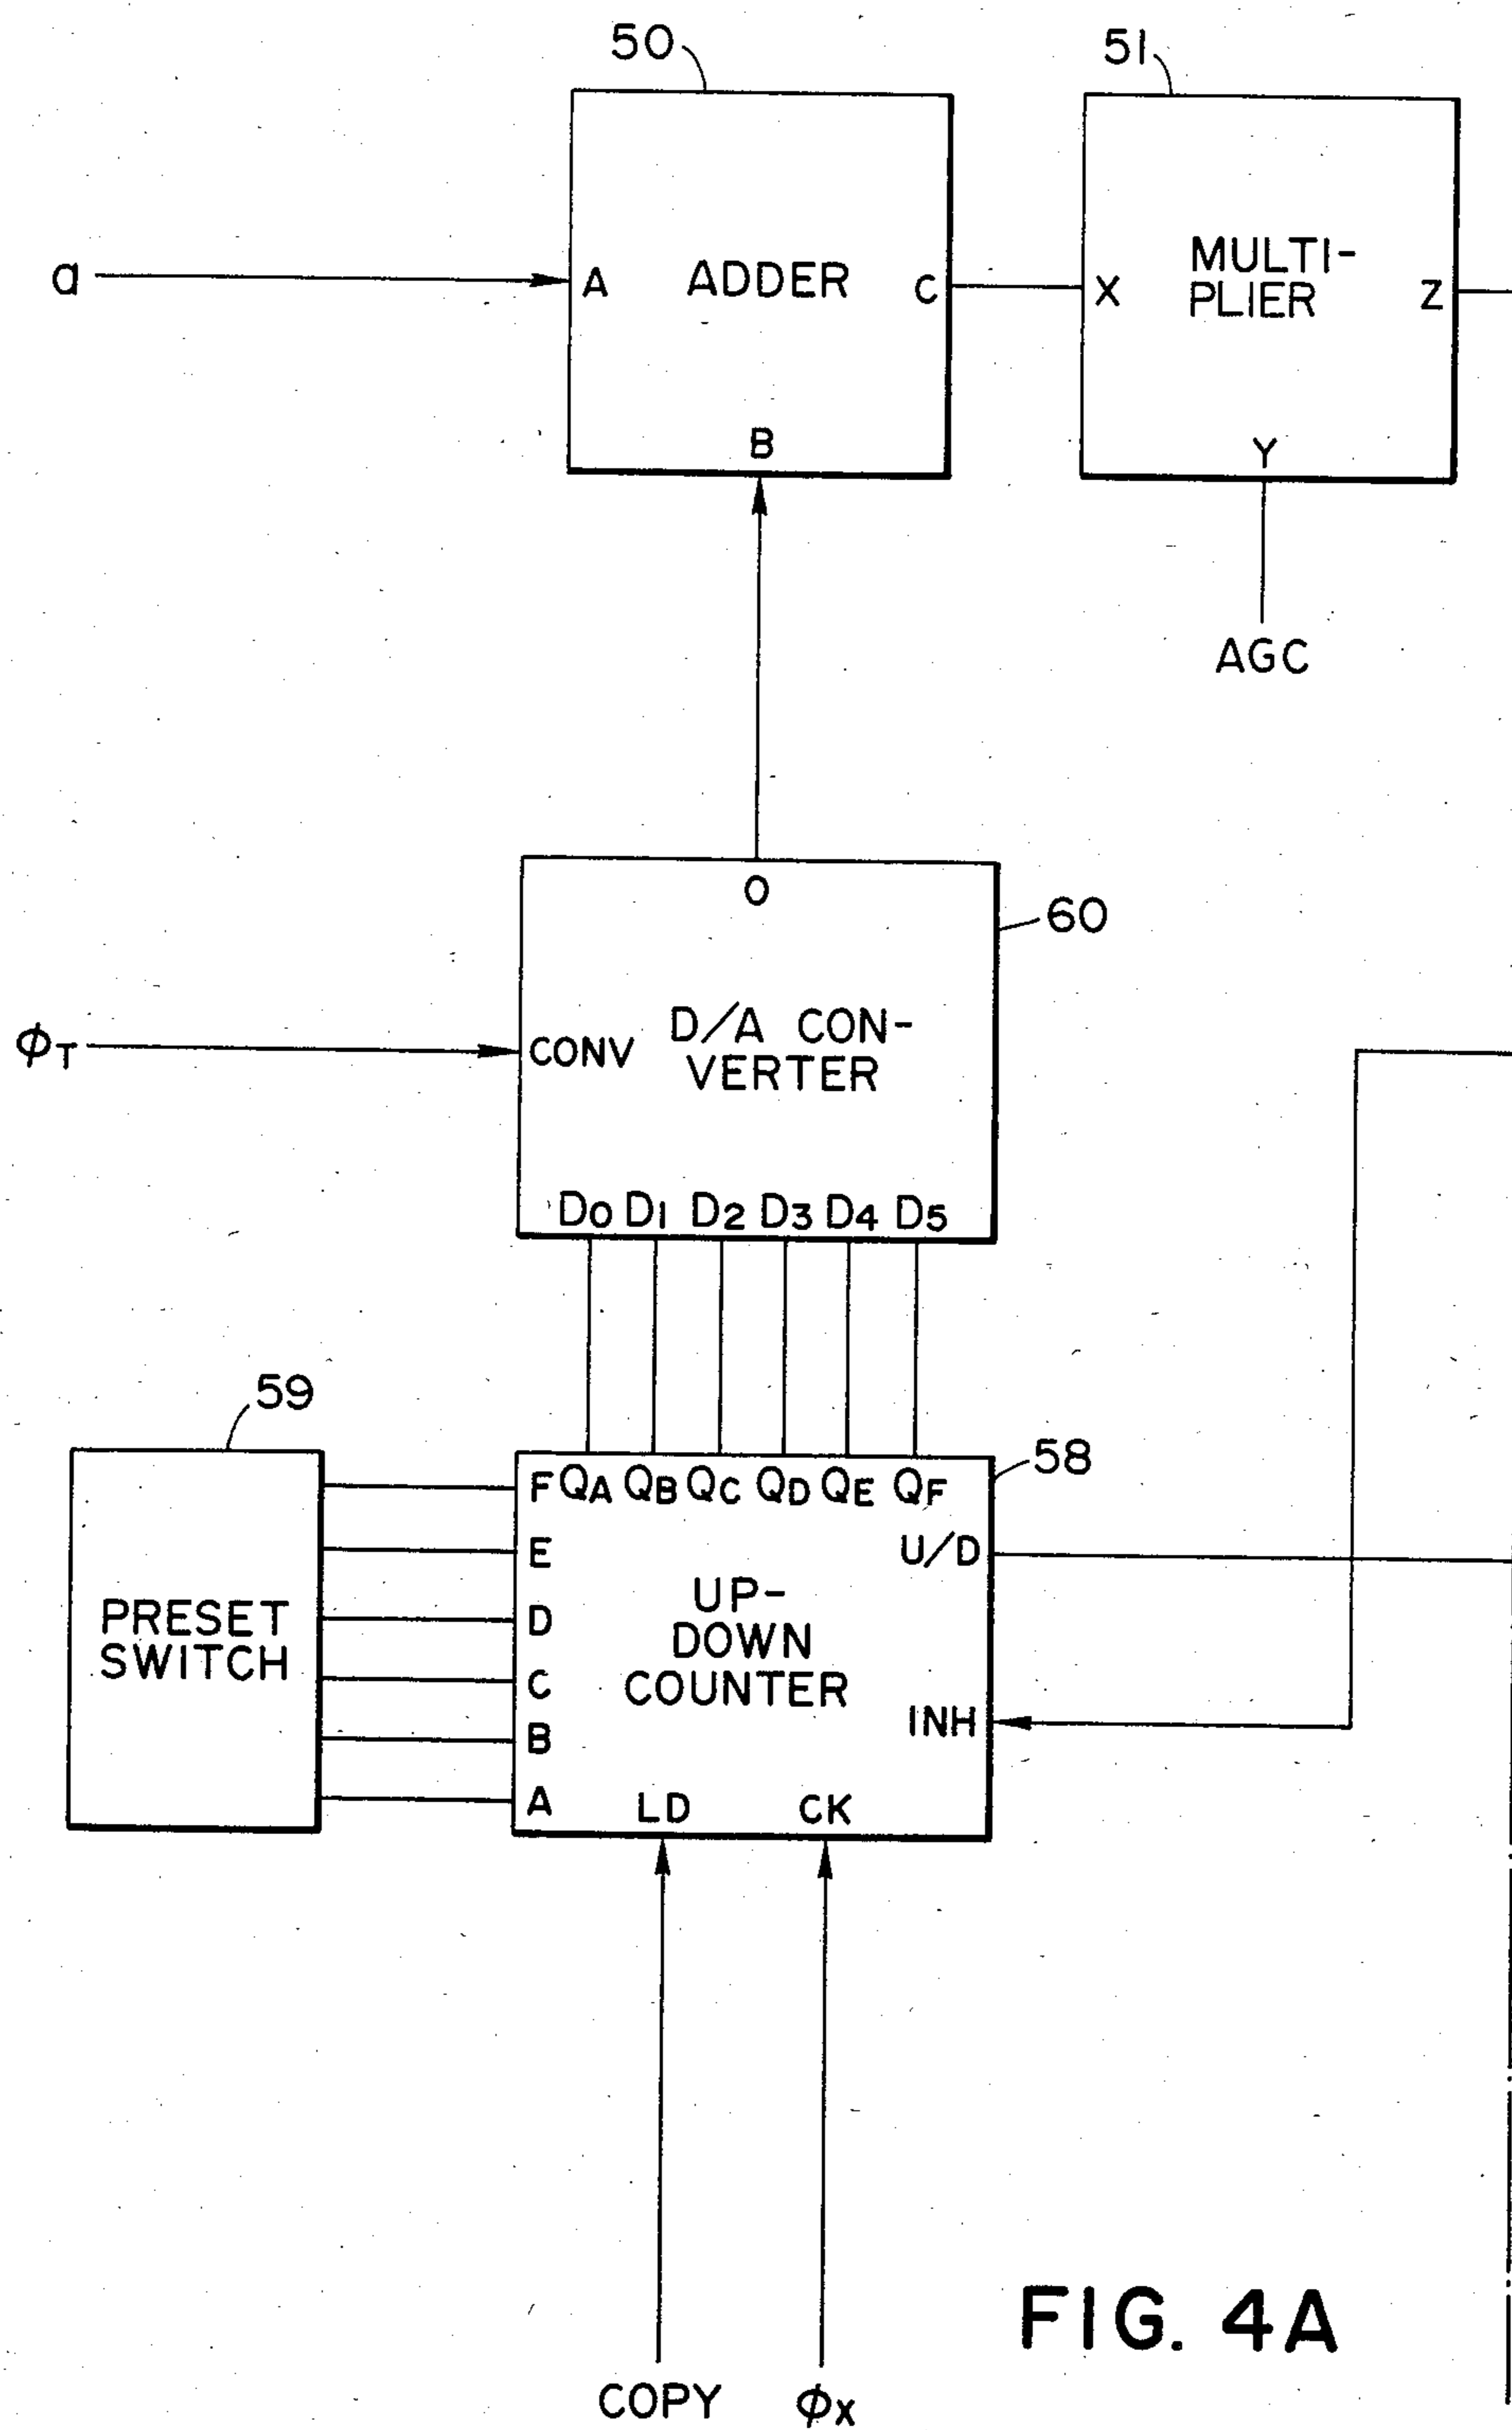 50
51
a
A
ADDER
C
B
X
MULTI-
PLIER
Z
Y
AGC
O
60
φT
CONV
D/A CON-
VERTER
D0 D1 D2 D3 D4 D5
59
58
PRESET
SWITCH
F QA QB QC QD QE QF
E
D
C
B
A
U/D
UP-
DOWN
COUNTER
INH
LD
CK
COPY
φX
FIG. 4A